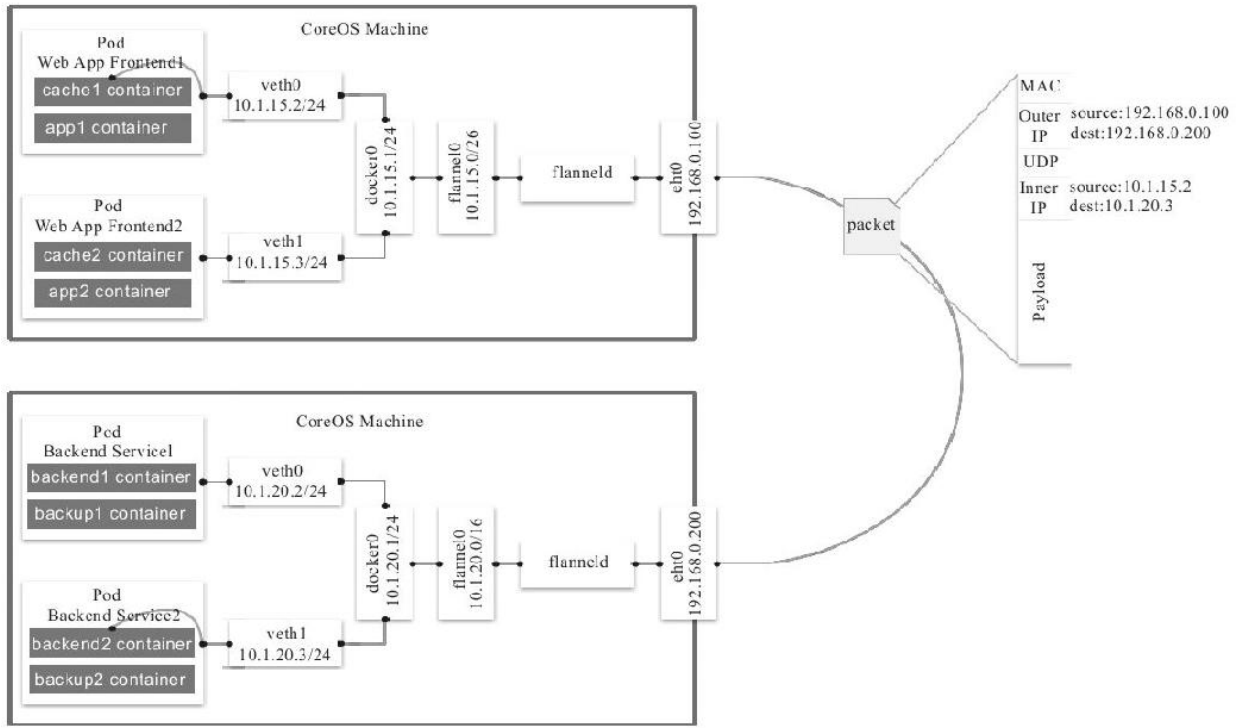 CoreOS Machine
Pod
Web App Frontend1
cache1 container
app1 container
veth0
10.1.15.2/24
Pod
Web App Frontend2
cache2 container
app2 container
veth1
10.1.15.3/24
docker0
10.1.15.1/24
flannel0
10.1.15.0/26
flanneld
eht0
192.168.0.100
packet
MAC
Outer IP
source:192.168.0.100
dest:192.168.0.200
UDP
Inner IP
source:10.1.15.2
dest:10.1.20.3
Payload
CoreOS Machine
Pod
Backend Service1
backend1 container
backup1 container
veth0
10.1.20.2/24
Pod
Backend Service2
backend2 container
backup2 container
veth1
10.1.20.3/24
docker0
10.1.20.1/24
flannel0
10.1.20.0/16
flanneld
eht0
192.168.0.200